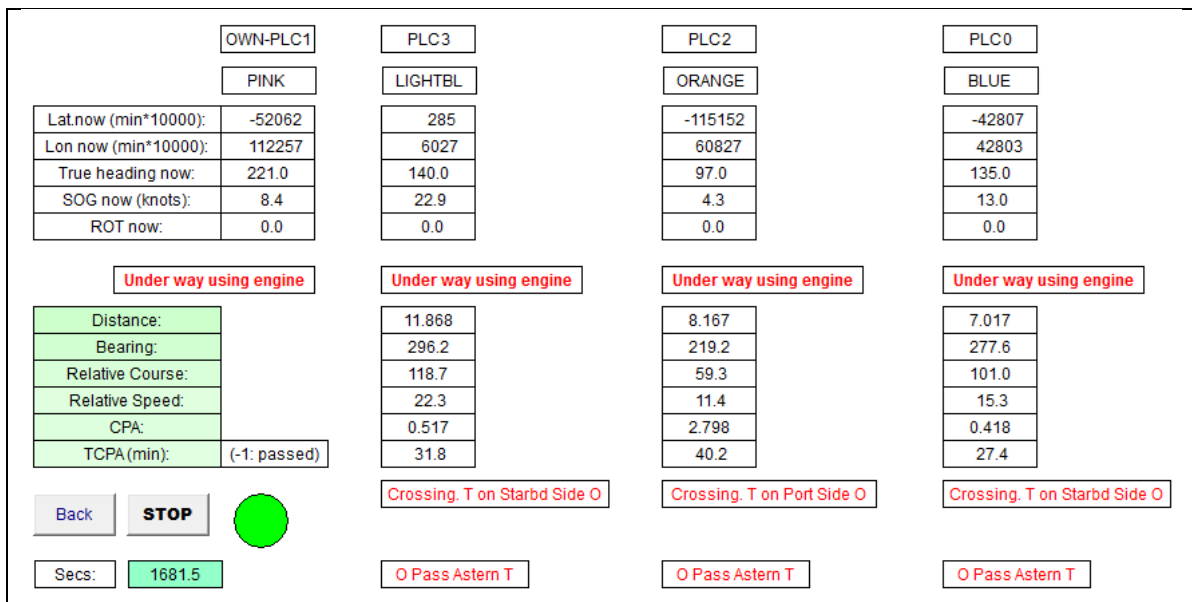 OWN-PLC1 PLC3 PLC2 PLC0
PINK LIGHTBL ORANGE BLUE
Lat.now (min*10000): -52062 285 -115152 -42807
Lon now (min*10000): 112257 6027 60827 42803
True heading now: 221.0 140.0 97.0 135.0
SOG now (knots): 8.4 22.9 4.3 13.0
ROT now: 0.0 0.0 0.0 0.0
Under way using engine Under way using engine Under way using engine Under way using engine
Distance: 11.868 8.167 7.017
Bearing: 296.2 219.2 277.6
Relative Course: 118.7 59.3 101.0
Relative Speed: 22.3 11.4 15.3
CPA: 0.517 2.798 0.418
TCPA (min): (-1: passed) 31.8 40.2 27.4
Crossing. T on Starbd Side O Crossing. T on Port Side O Crossing. T on Starbd Side O
Back STOP
Secs: 1681.5 O Pass Astern T O Pass Astern T O Pass Astern T